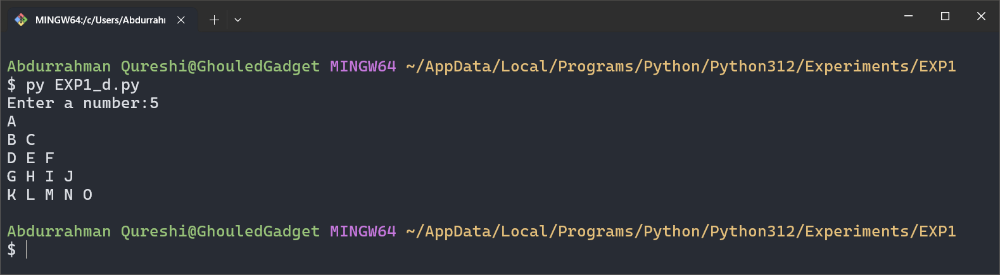 MINGW64:/c/Users/Abdurrahr
Abdurrahman Qureshi@GhouledGadget MINGW64 ~/AppData/Local/Programs/Python/Python312/Experiments/EXP1
$ py EXP1_d.py
Enter a number:5
A
B C
D E F
G H I J
K L M N O
Abdurrahman Qureshi@GhouledGadget MINGW64 ~/AppData/Local/Programs/Python/Python312/Experiments/EXP1
$